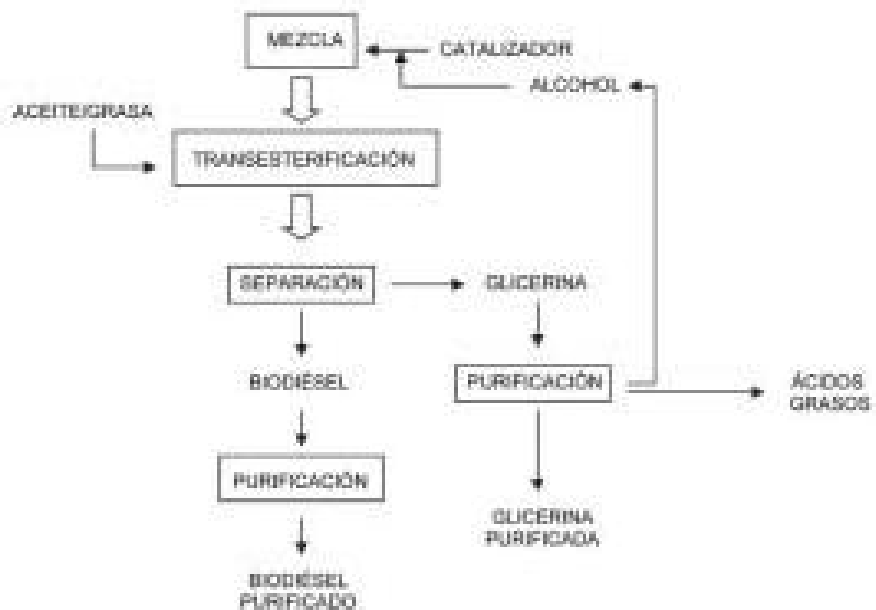 MEZCLA
CATALIZADOR
ALCOHOL
ACEITE/GRASA
TRANSESTERIFICACIÓN
SEPARACIÓN
GLICERINA
BIODIÉSEL
PURIFICACIÓN
ÁCIDOS
GRASOS
PURIFICACIÓN
GLICERINA
PURIFICADA
BIODIÉSEL
PURIFICADO